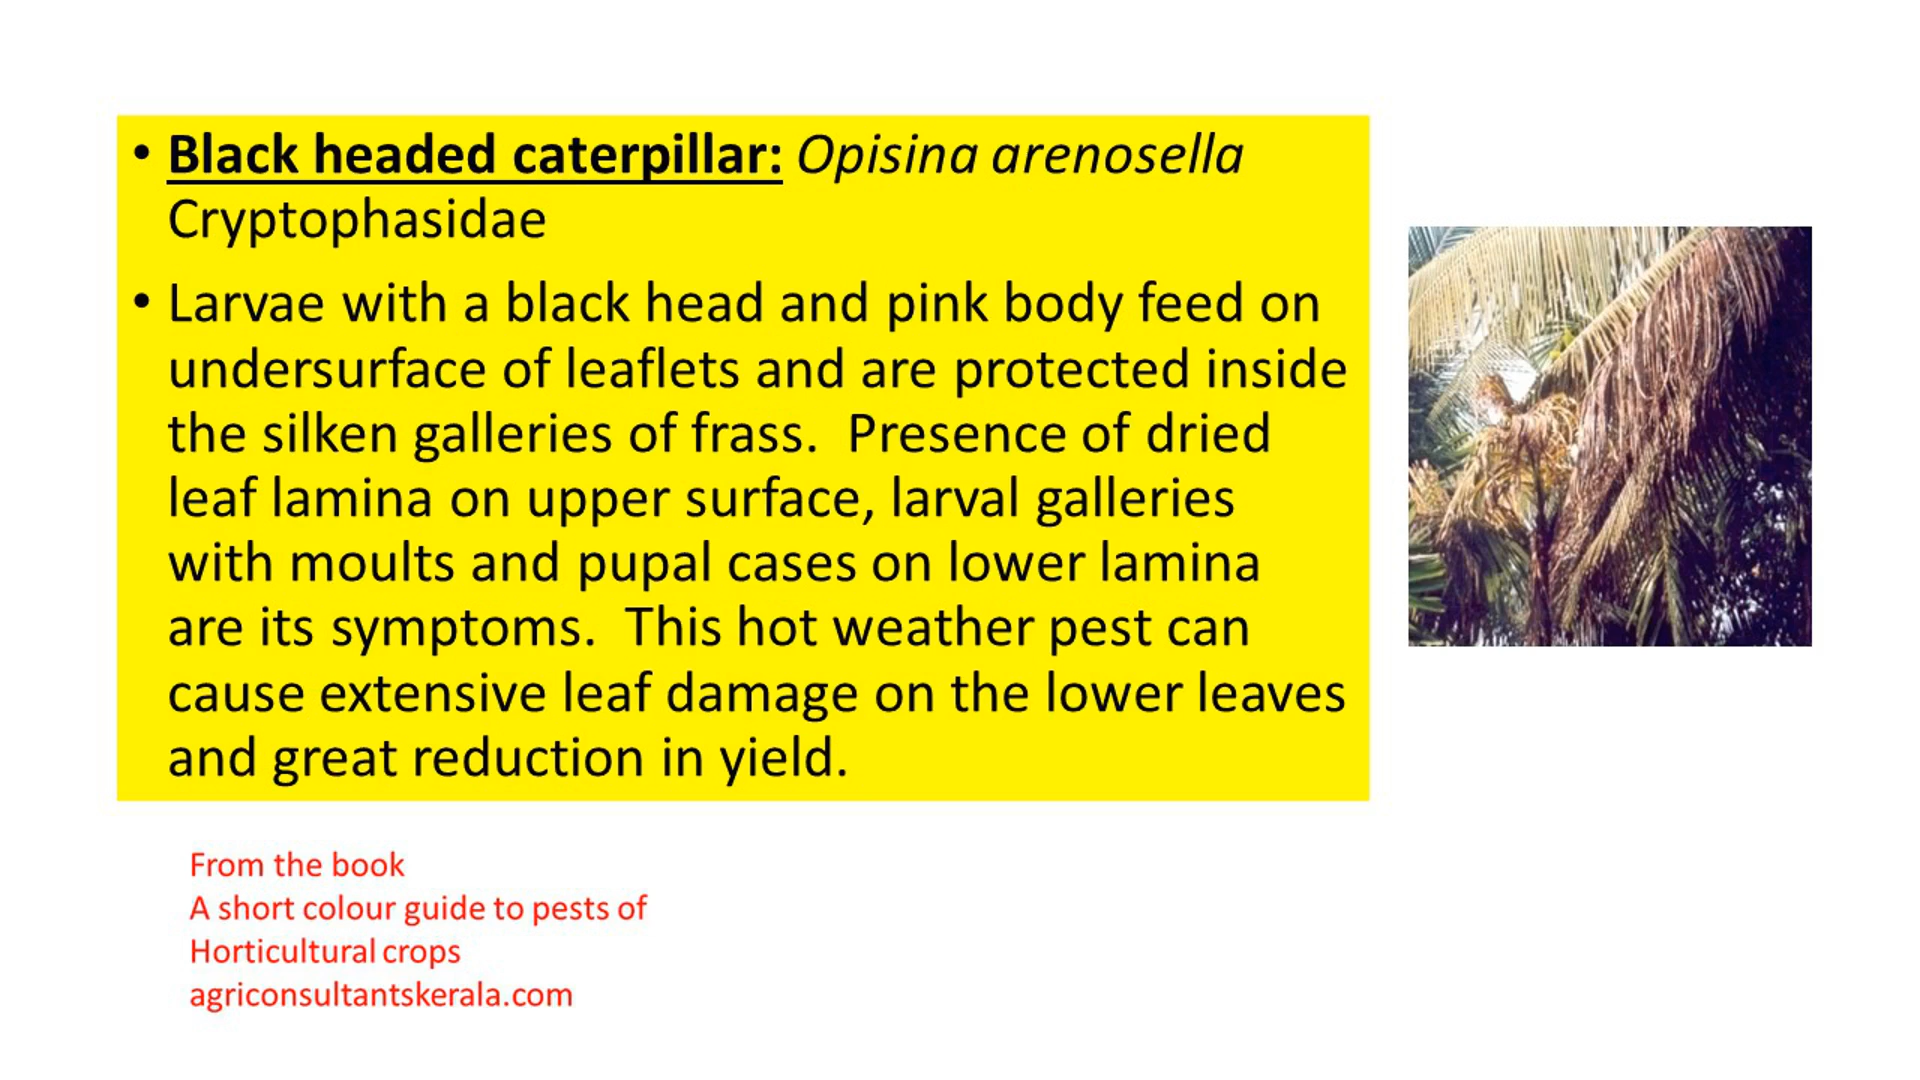 • Black headed caterpillar: Opisina arenosella
Cryptophasidae
• Larvae with a black head and pink body feed on
undersurface of leaflets and are protected inside
the silken galleries of frass.  Presence of dried
leaf lamina on upper surface, larval galleries
with moults and pupal cases on lower lamina
are its symptoms.  This hot weather pest can
cause extensive leaf damage on the lower leaves
and great reduction in yield.
From the book
A short colour guide to pests of
Horticultural crops
agriconsultantskerala.com